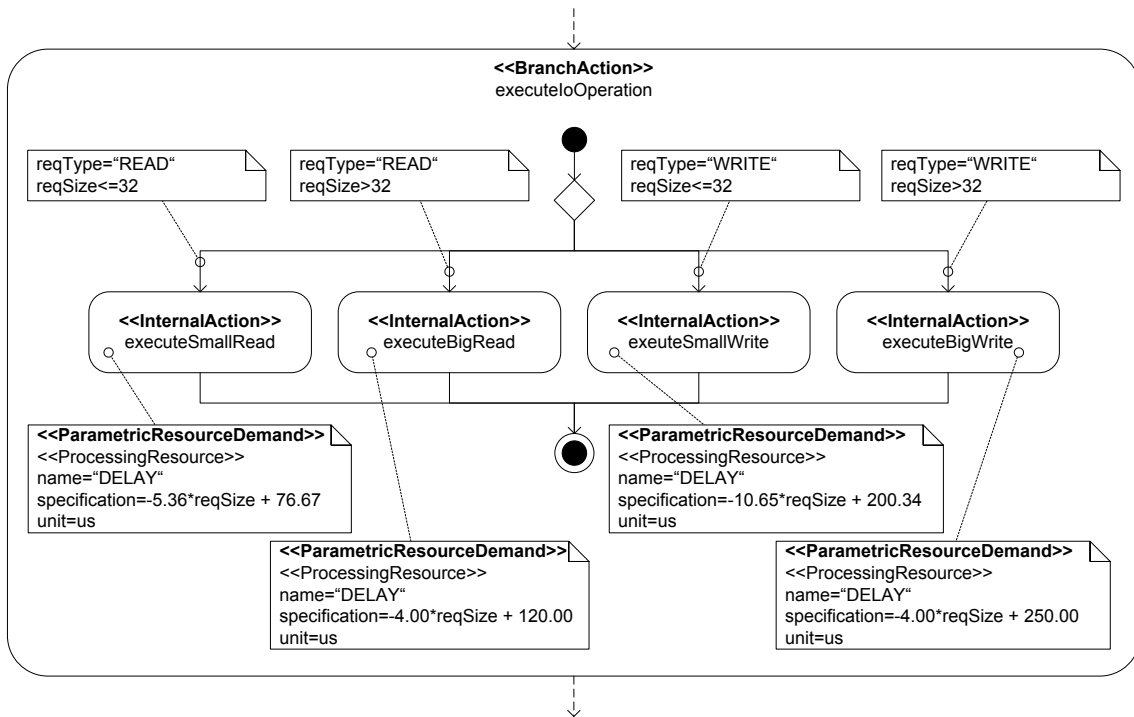 <<BranchAction>>
executeIoOperation
reqType=“READ“
reqSize<=32
reqType=“READ“
reqSize>32
reqType=“WRITE“
reqSize<=32
reqType=“WRITE“
reqSize>32
<<InternalAction>>
executeSmallRead
<<InternalAction>>
executeBigRead
<<InternalAction>>
exeuteSmallWrite
<<InternalAction>>
executeBigWrite
<<ParametricResourceDemand>>
<<ProcessingResource>>
name=“DELAY“
specification=-5.36*reqSize + 76.67
unit=us
<<ParametricResourceDemand>>
<<ProcessingResource>>
name=“DELAY“
specification=-10.65*reqSize + 200.34
unit=us
<<ParametricResourceDemand>>
<<ProcessingResource>>
name=“DELAY“
specification=-4.00*reqSize + 120.00
unit=us
<<ParametricResourceDemand>>
<<ProcessingResource>>
name=“DELAY“
specification=-4.00*reqSize + 250.00
unit=us